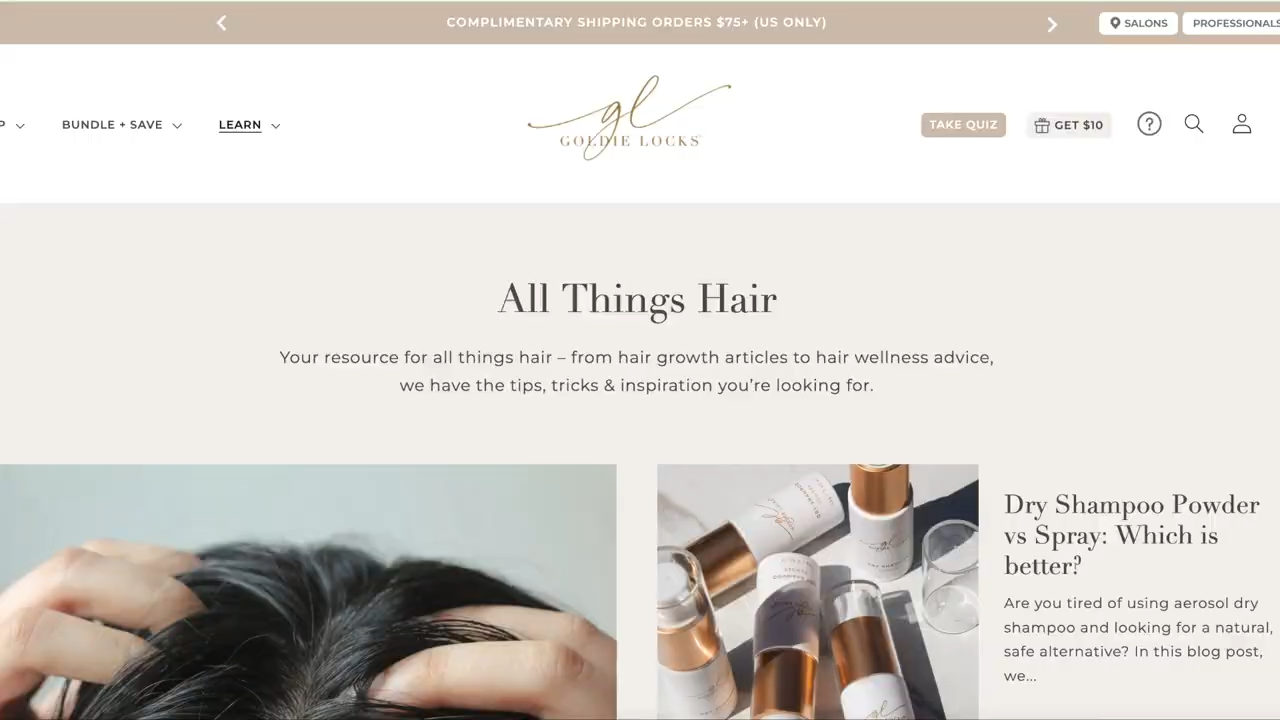 COMPLIMENTARY SHIPPING ORDERS $75+ (US ONLY)
SALONS
PROFESSIONALS
P
BUNDLE + SAVE
LEARN
gl
GOLDIE LOCKS
TAKE QUIZ
GET $10
?
All Things Hair
Your resource for all things hair – from hair growth articles to hair wellness advice,
we have the tips, tricks & inspiration you’re looking for.
Dry Shampoo Powder
vs Spray: Which is
better?
Are you tired of using aerosol dry
shampoo and looking for a natural,
safe alternative? In this blog post,
we...
gl